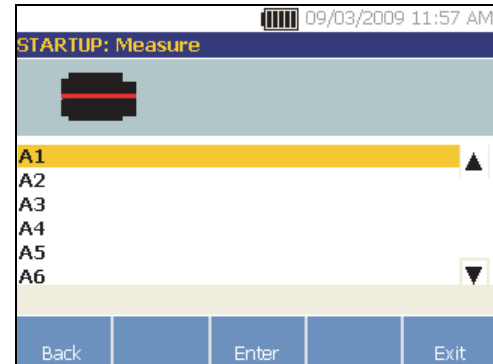 09/03/2009 11:57 AM
STARTUP: Measure
A1
A2
A3
A4
A5
A6
Back Enter Exit